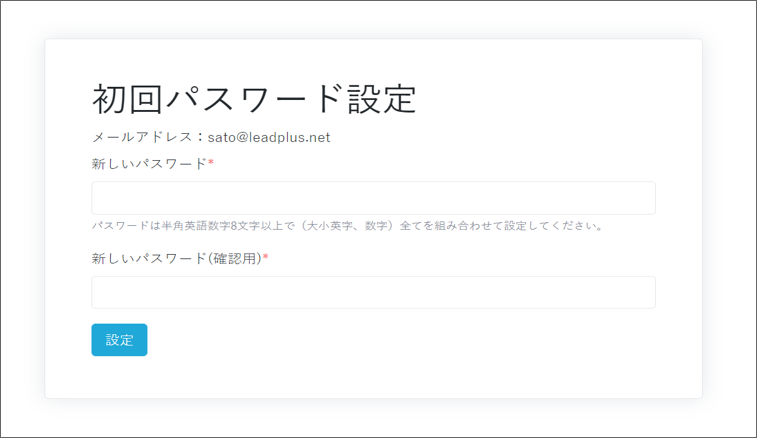 初回パスワード設定
メールアドレス：sato@leadplus.net
新しいパスワード*
パスワードは半角英語数字8文字以上で（大小英字、数字）全てを組み合わせて設定してください。
新しいパスワード(確認用)*
設定